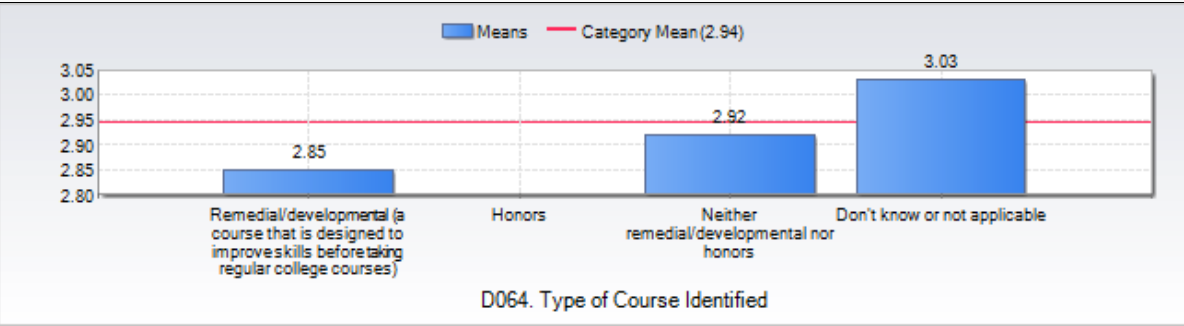 Means Category Mean (2.94)
3.05
3.00
2.95
2.90
2.85
2.80
2.85
2.92
3.03
Remedial/developmental (a
course that is designed to
improve skills before taking
regular college courses)
Honors
Neither
remedial/developmental nor
honors
Don't know or not applicable
D064. Type of Course Identified